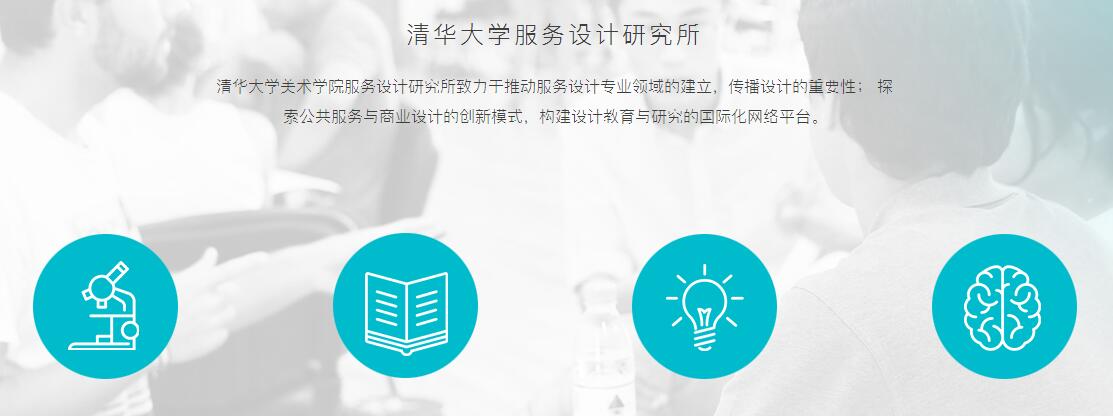 清华大学服务设计研究所
清华大学美术学院服务设计研究所致力于推动服务设计专业领域的建立，传播设计的重要性； 探
索公共服务与商业设计的创新模式，构建设计教育与研究的国际化网络平台。